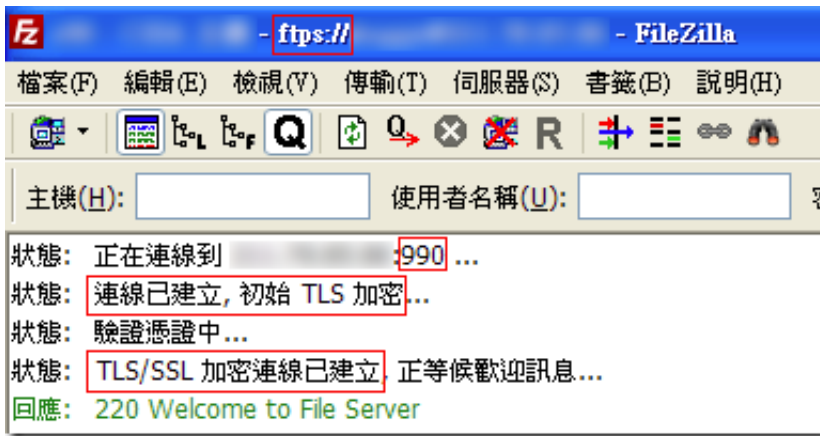 Fz - ftps:// - FileZilla
檔案(F) 編輯(E) 檢視(V) 傳輸(T) 伺服器(S) 書籤(B) 說明(H)
L F Q Q R
主機(H): 使用者名稱(U):
狀態: 正在連線到 :990 ...
狀態: 連線已建立, 初始 TLS 加密...
狀態: 驗證憑證中...
狀態: TLS/SSL 加密連線已建立, 正等候歡迎訊息...
回應: 220 Welcome to File Server